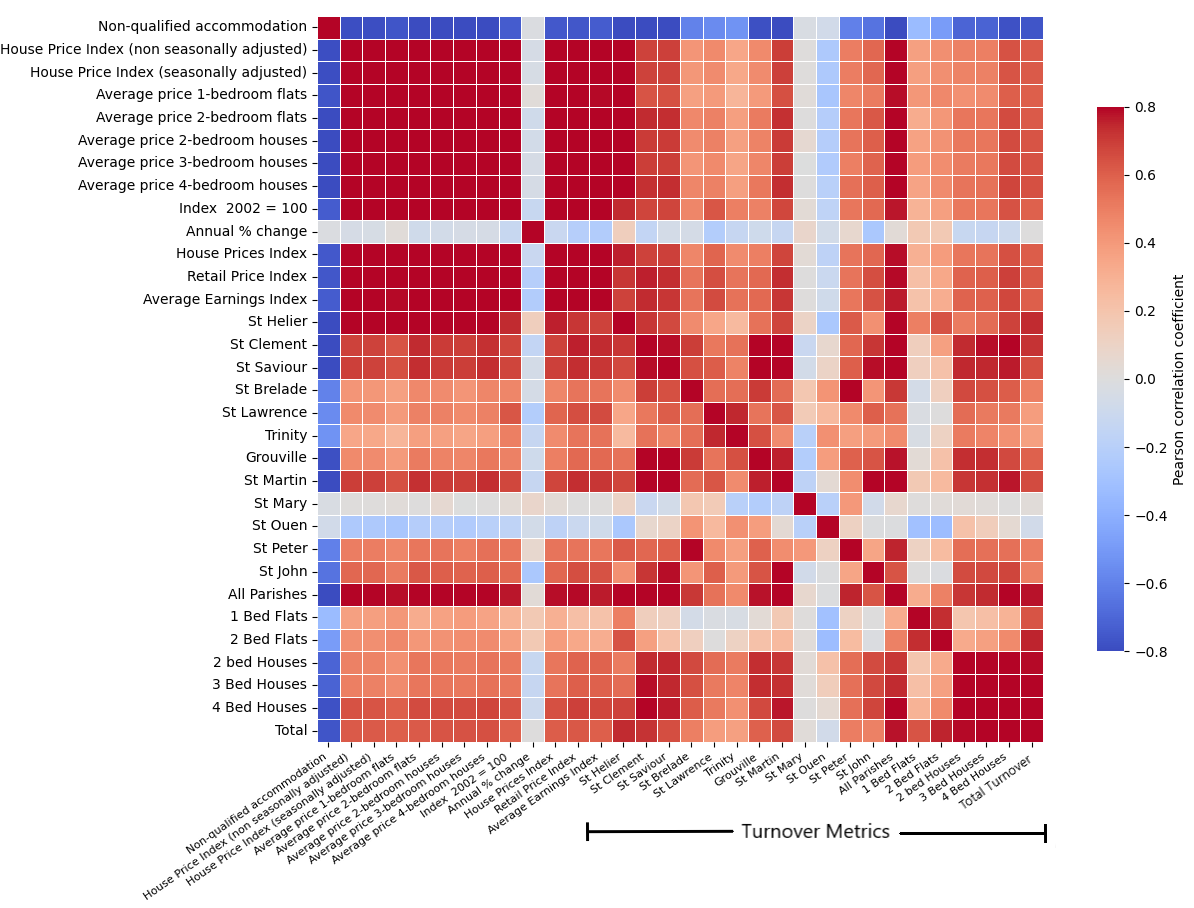 Non-qualified accommodation
House Price Index (non seasonally adjusted)
House Price Index (seasonally adjusted)
Average price 1-bedroom flats
Average price 2-bedroom flats
Average price 2-bedroom houses
Average price 3-bedroom houses
Average price 4-bedroom houses
Index  2002 = 100
Annual % change
House Prices Index
Retail Price Index
Average Earnings Index
St Helier
St Clement
St Saviour
St Brelade
St Lawrence
Trinity
Grouville
St Martin
St Mary
St Ouen
St Peter
St John
All Parishes
1 Bed Flats
2 Bed Flats
2 bed Houses
3 Bed Houses
4 Bed Houses
Total
Non-qualified accommodation
House Price Index (non seasonally adjusted)
House Price Index (seasonally adjusted)
Average price 1-bedroom flats
Average price 2-bedroom flats
Average price 2-bedroom houses
Average price 3-bedroom houses
Average price 4-bedroom houses
Index  2002 = 100
Annual % change
House Prices Index
Retail Price Index
Average Earnings Index
St Helier
St Clement
St Saviour
St Brelade
St Lawrence
Trinity
Grouville
St Martin
St Mary
St Ouen
St Peter
St John
All Parishes
1 Bed Flats
2 Bed Flats
2 bed Houses
3 Bed Houses
4 Bed Houses
Total Turnover
Turnover Metrics
0.8
0.6
0.4
0.2
0.0
−0.2
−0.4
−0.6
−0.8
Pearson correlation coefficient